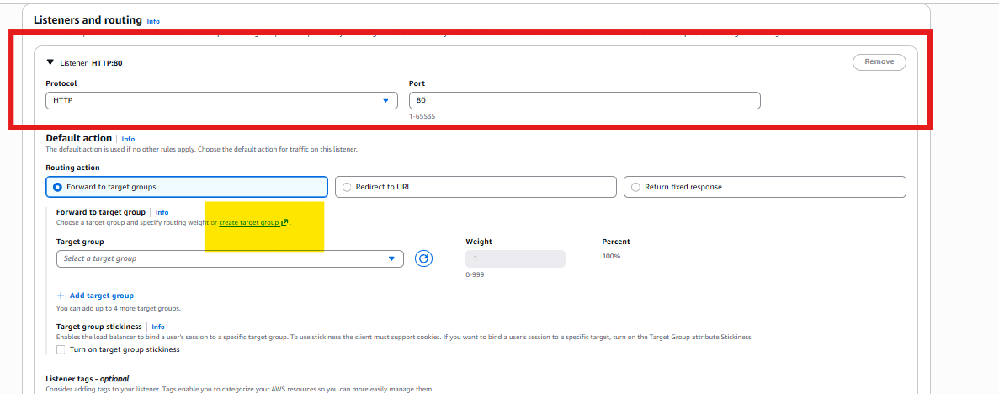 Listeners and routing Info
Listener HTTP:80
Remove
Protocol
Port
HTTP
80
1-65535
Default action Info
The default action is used if no other rules apply. Choose the default action for traffic on this listener.
Routing action
Forward to target groups
Redirect to URL
Return fixed response
Forward to target group Info
Choose a target group and specify routing weight or create target group.
Target group
Weight
Percent
Select a target group
1
100%
0-999
Add target group
You can add up to 4 more target groups.
Target group stickiness Info
Enables the load balancer to bind a user's session to a specific target group. To use stickiness the client must support cookies. If you want to bind a user's session to a specific target, turn on the Target Group attribute Stickiness.
Turn on target group stickiness
Listener tags - optional
Consider adding tags to your listener. Tags enable you to categorize your AWS resources so you can more easily manage them.